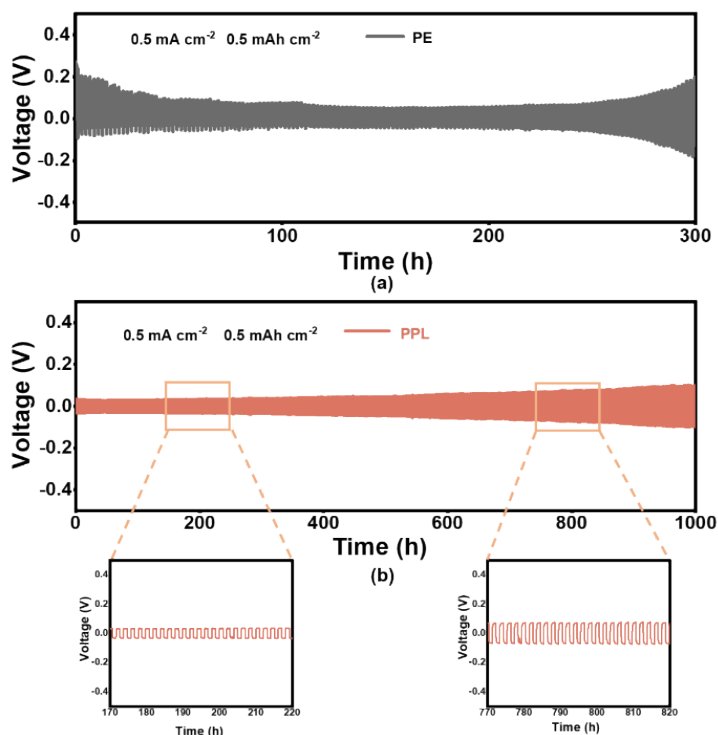 0.4
0.2
0.0
-0.2
-0.4
Voltage (V)
0.5 mA cm⁻² 0.5 mAh cm⁻² PE
0 100 200 300
Time (h)
(a)
0.4
0.2
0.0
-0.2
-0.4
Voltage (V)
0.5 mA cm⁻² 0.5 mAh cm⁻² PPL
0 200 400 600 800 1000
Time (h)
(b)
0.4
0.2
0.0
-0.2
-0.4
Voltage (V)
170 180 190 200 210 220
Time (h)
0.4
0.2
0.0
-0.2
-0.4
Voltage (V)
770 780 790 800 810 820
Time (h)